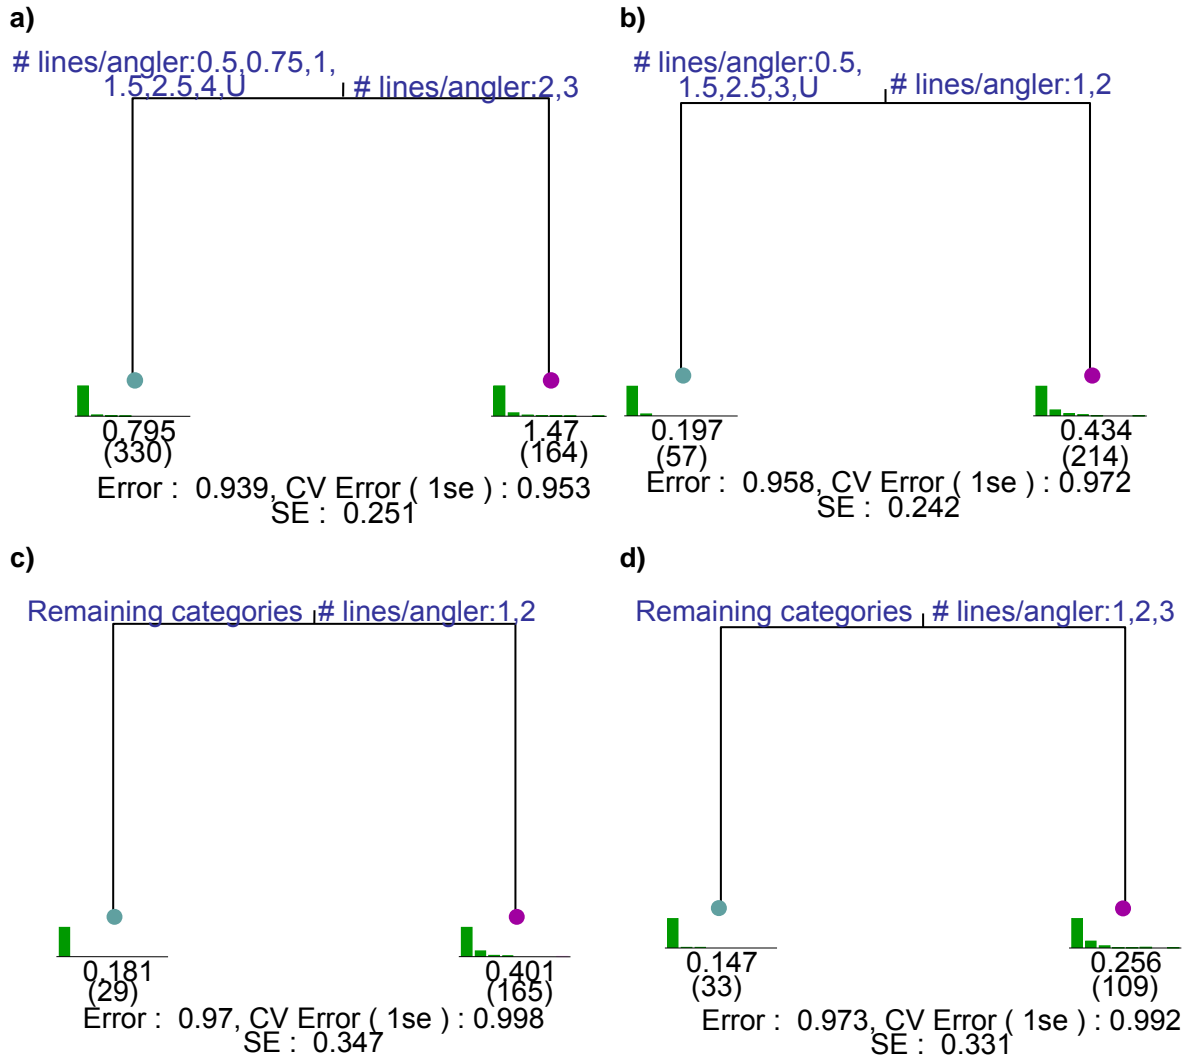 a)
# lines/angler:0.5,0.75,1,
1.5,2.5,4,U
# lines/angler:2,3
0.795
(330)
1.47
(164)
Error : 0.939, CV Error ( 1se ) : 0.953
SE : 0.251
b)
# lines/angler:0.5,
1.5,2.5,3,U
# lines/angler:1,2
0.197
(57)
0.434
(214)
Error : 0.958, CV Error ( 1se ) : 0.972
SE : 0.242
c)
Remaining categories
# lines/angler:1,2
0.181
(29)
0.401
(165)
Error : 0.97, CV Error ( 1se ) : 0.998
SE : 0.347
d)
Remaining categories
# lines/angler:1,2,3
0.147
(33)
0.256
(109)
Error : 0.973, CV Error ( 1se ) : 0.992
SE : 0.331